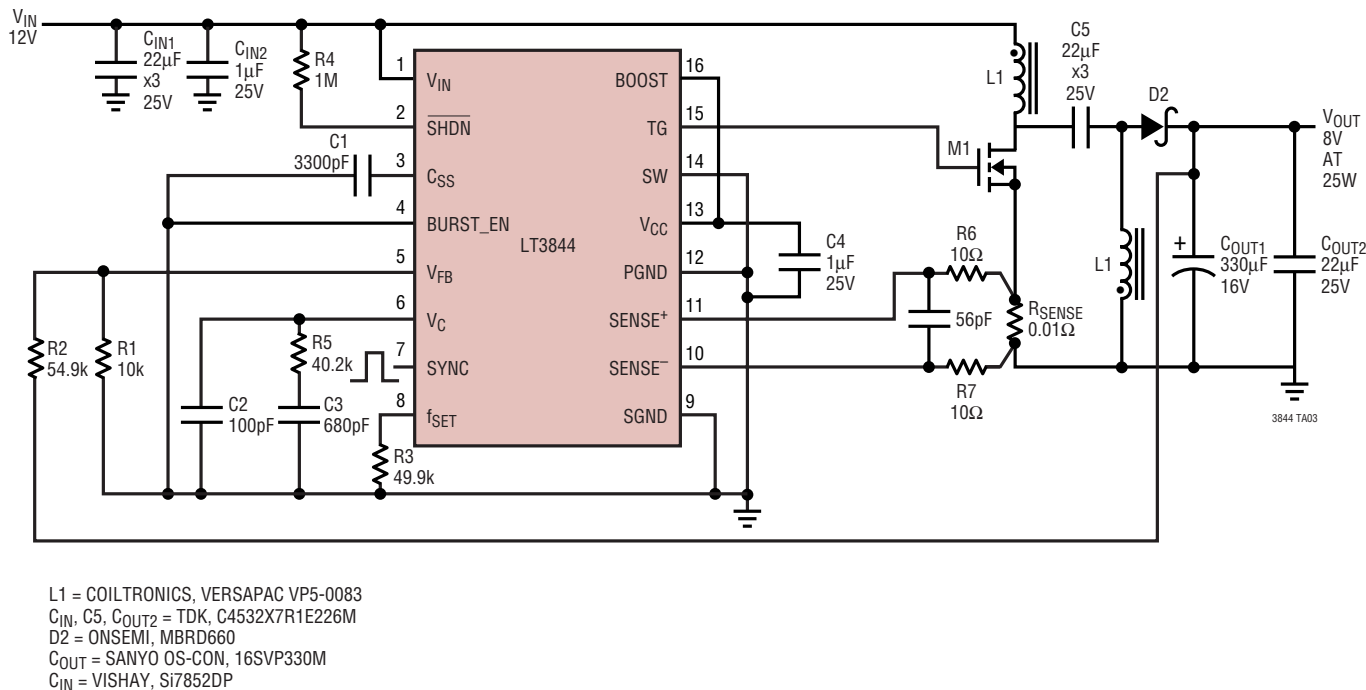 VIN
12V
CIN1
22µF
x3
25V
CIN2
1µF
25V
R4
1M
C1
3300pF
1
2
3
4
5
6
7
8
VIN
SHDN
CSS
BURST_EN
VFB
VC
SYNC
fSET
LT3844
BOOST
TG
SW
VCC
PGND
SENSE+
SENSE–
SGND
16
15
14
13
12
11
10
9
R2
54.9k
R1
10k
C2
100pF
R5
40.2k
C3
680pF
R3
49.9k
C4
1µF
25V
L1
M1
C5
22µF
x3
25V
D2
VOUT
8V
AT
25W
R6
10Ω
56pF
R7
10Ω
RSENSE
0.01Ω
L1
+
COUT1
330µF
16V
COUT2
22µF
25V
3844 TA03
L1 = COILTRONICS, VERSAPAC VP5-0083
CIN, C5, COUT2 = TDK, C4532X7R1E226M
D2 = ONSEMI, MBRD660
COUT = SANYO OS-CON, 16SVP330M
CIN = VISHAY, Si7852DP